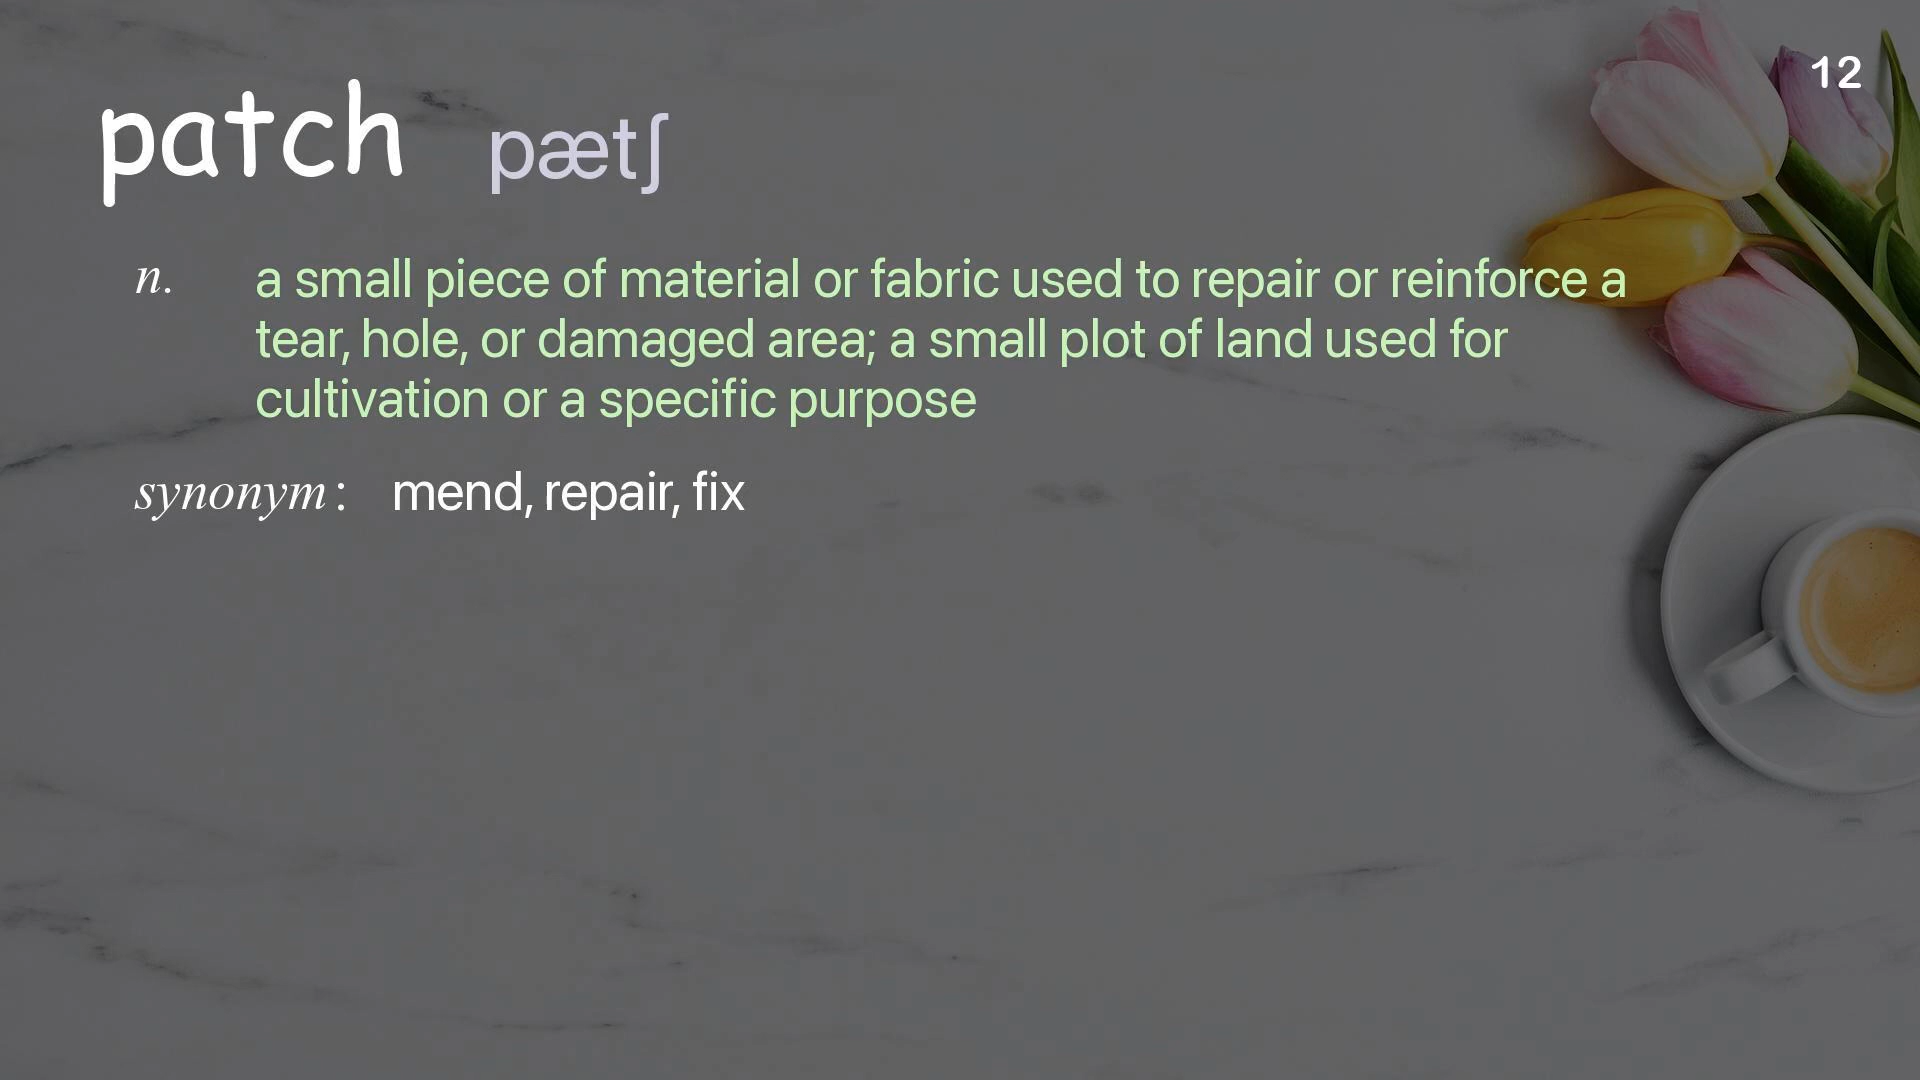 12
patch pætʃ
n. a small piece of material or fabric used to repair or reinforce a
tear, hole, or damaged area; a small plot of land used for
cultivation or a specific purpose
synonym: mend, repair, fix